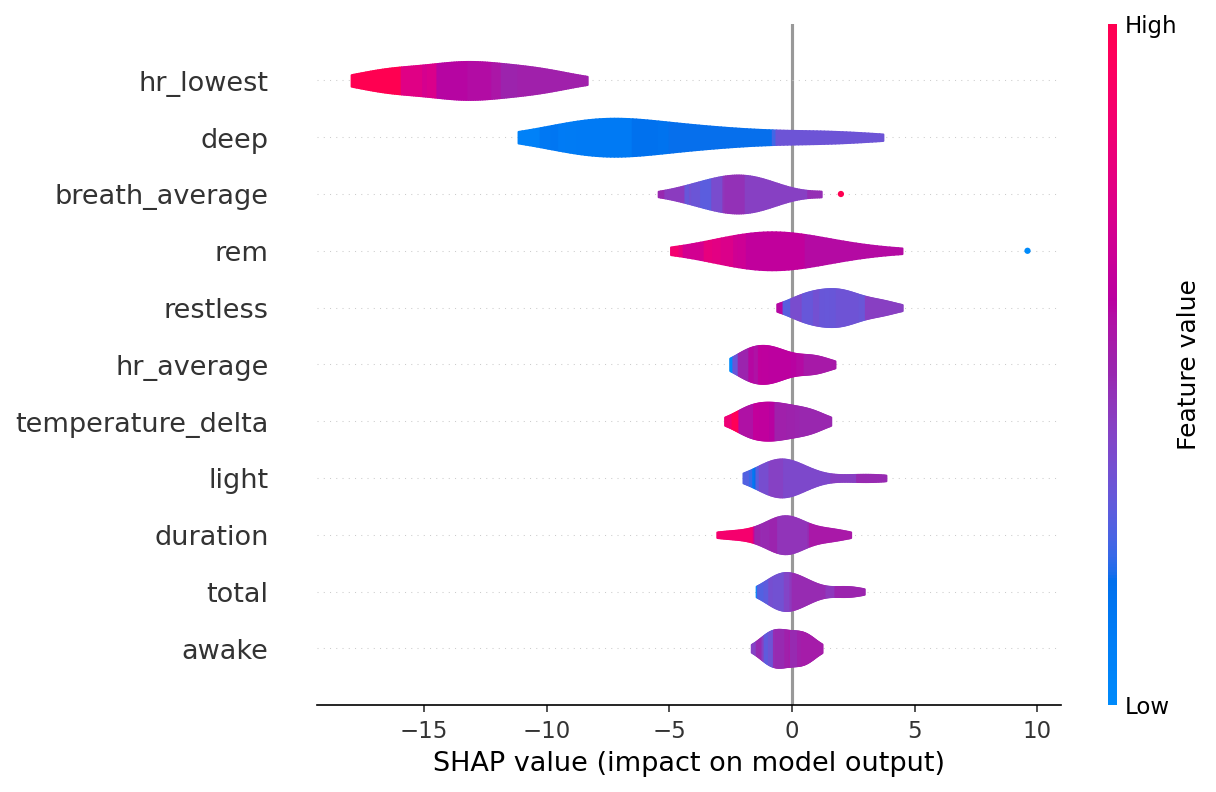 High
hr_lowest
deep
breath_average
rem
restless
hr_average
temperature_delta
light
duration
total
awake
Feature value
Low
−15 −10 −5 0 5 10
SHAP value (impact on model output)